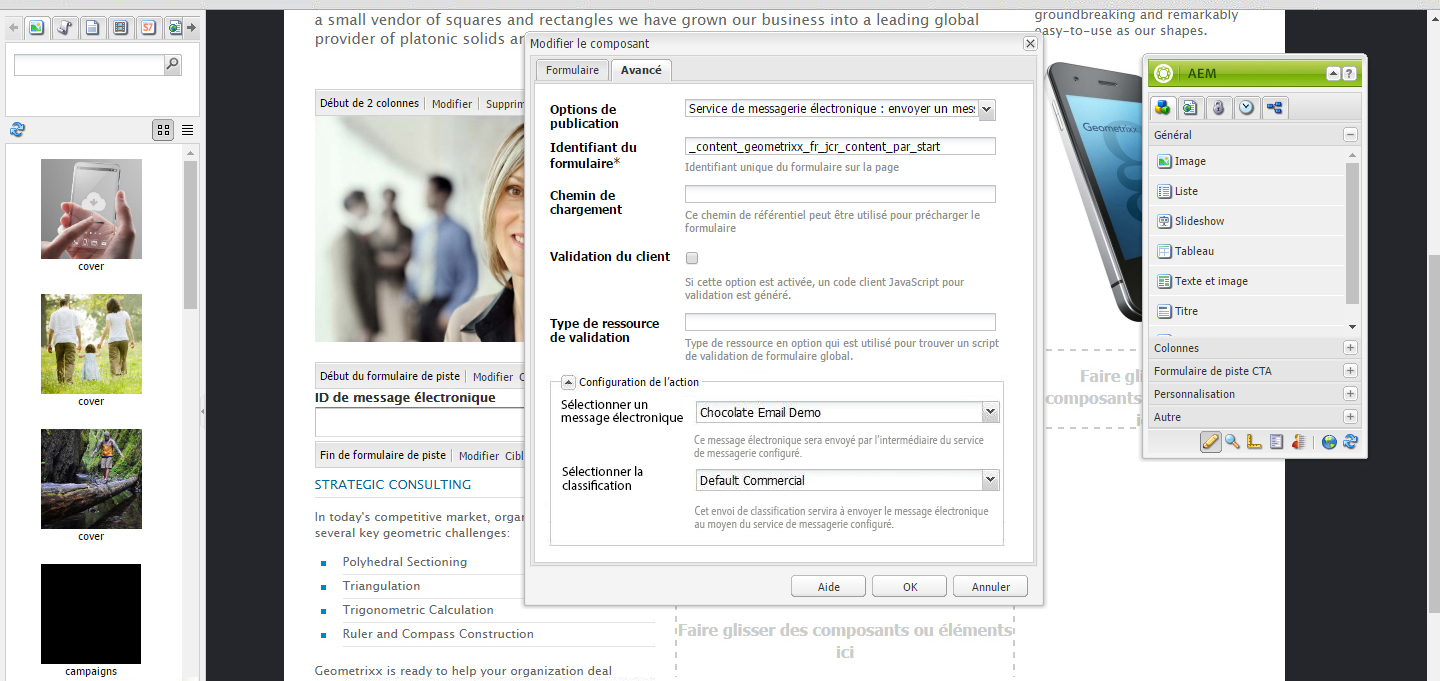 cover
cover
cover
campaigns
a small vendor of squares and rectangles we have grown our business into a leading global
provider of platonic solids
groundbreaking and remarkably
easy-to-use as our shapes.
Début de 2 colonnes
Modifier
Début du formulaire de piste
Modifier
ID de message électronique
Fin de formulaire de piste
Modifier
STRATEGIC CONSULTING
In today's competitive market,
several key geometric challenges:
Polyhedral Sectioning
Triangulation
Trigonometric Calculation
Ruler and Compass Construction
Geometrixx is ready to help your organization deal
Modifier le composant
Formulaire
Avancé
Options de
publication
Service de messagerie électronique : envoyer un mes
Identifiant du
formulaire*
_content_geometrixx_fr_jcr_content_par_start
Identifiant unique du formulaire sur la page
Chemin de
chargement
Ce chemin de référentiel peut être utilisé pour précharger le
formulaire
Validation du client
Si cette option est activée, un code client JavaScript pour
validation est généré.
Type de ressource
de validation
Type de ressource en option qui est utilisé pour trouver un script
de validation de formulaire global.
Configuration de l'action
Sélectionner un
message électronique
Chocolate Email Demo
Ce message électronique sera envoyé par l'intermédiaire du service
de messagerie configuré.
Sélectionner la
classification
Default Commercial
Cet envoi de classification servira à envoyer le message électronique
au moyen du service de messagerie configuré.
Aide
OK
Annuler
Faire glisser des composants ou éléments
ici
Geometrixx
Faire
composants
AEM
?
Général
Image
Liste
Slideshow
Tableau
Texte et image
Titre
Colonnes
Formulaire de piste CTA
Personnalisation
Autre